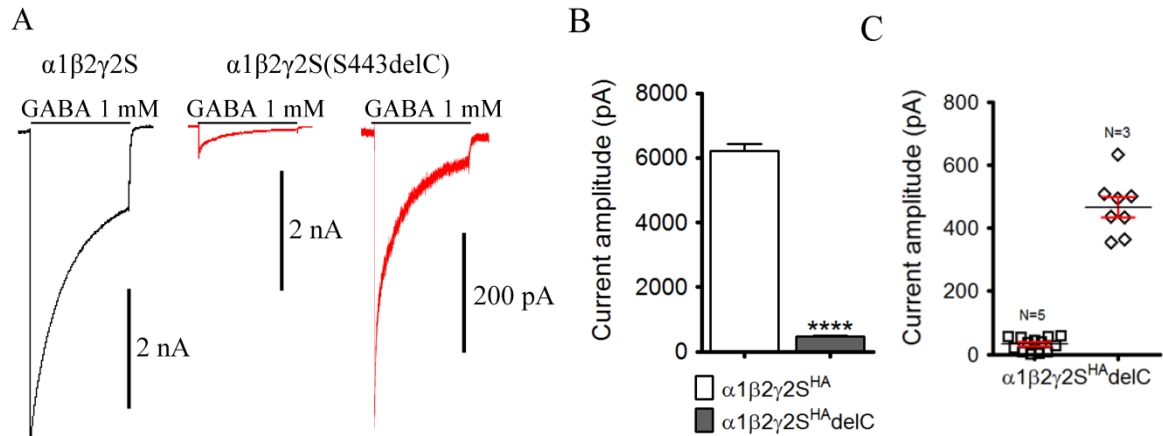 A
α1β2γ2S
α1β2γ2S(S443delC)
GABA 1 mM
GABA 1 mM
GABA 1 mM
2 nA
2 nA
200 pA
B
Current amplitude (pA)
8000
6000
4000
2000
0
****
α1β2γ2S^HA
α1β2γ2S^HAdelC
C
Current amplitude (pA)
800
600
400
200
0
N=5
N=3
α1β2γ2S^HAdelC